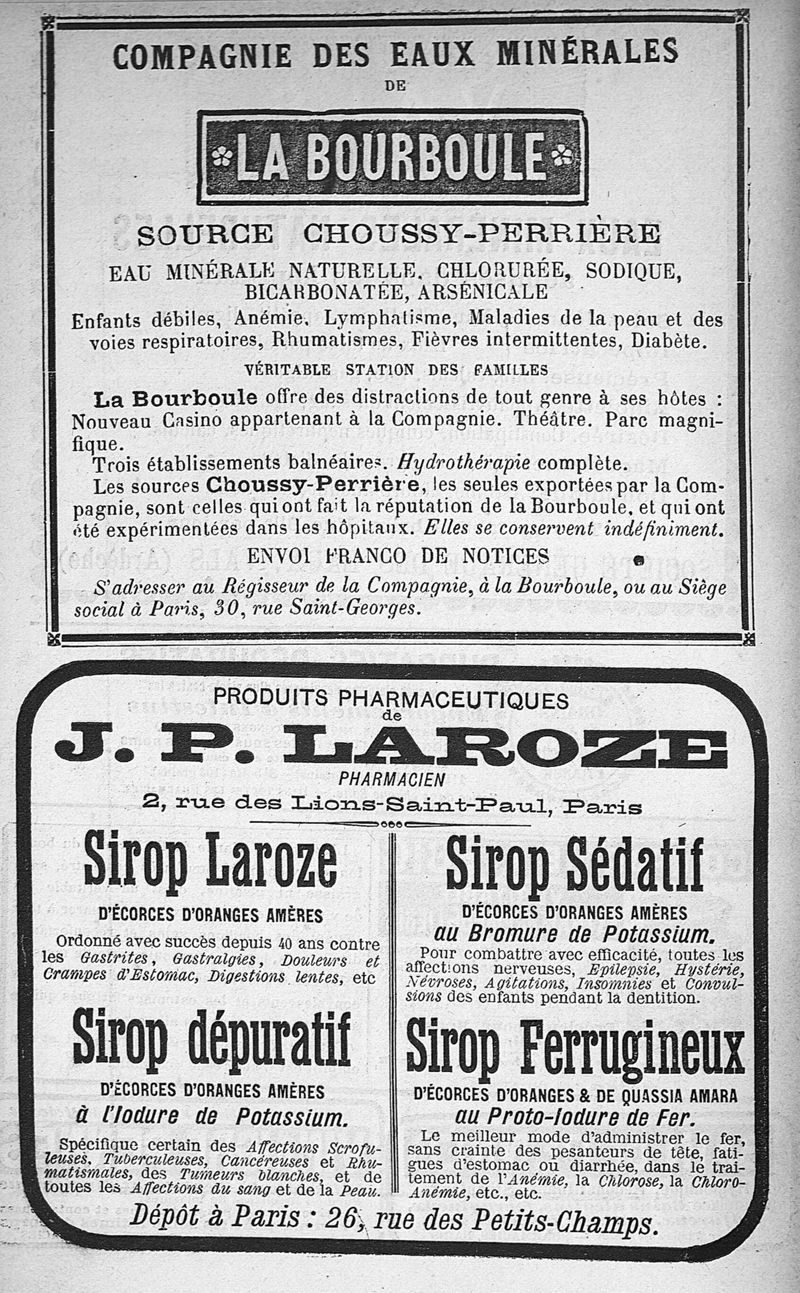 COMPAGNIE DES EAUX MINÉRALES
DE
LA BOURBOULE
SOURCE CHOUSSY-PERRIÈRE
EAU MINÉRALE NATURELLE, CHLORURÉE, SODIQUE,
BICARBONATÉE, ARSÉNICALE
Enfants débiles, Anémie, Lymphatisme, Maladies de la peau et des
voies respiratoires, Rhumatismes, Fièvres intermittentes, Diabète.
VÉRITABLE STATION DES FAMILLES
La Bourboule offre des distractions de tout genre à ses hôtes :
Nouveau Casino appartenant à la Compagnie. Théâtre. Parc magni-
fique.
Trois établissements balnéaires. Hydrothérapie complète.
Les sources Choussy-Perrière, les seules exportées par la Com-
pagnie, sont celles qui ont fait la réputation de la Bourboule, et qui ont
été expérimentées dans les hôpitaux. Elles se conservent indéfiniment.
ENVOI FRANCO DE NOTICES
S'adresser au Régisseur de la Compagnie, à la Bourboule, ou au Siège
social à Paris, 30, rue Saint-Georges.
PRODUITS PHARMACEUTIQUES
de
J. P. LAROZE
PHARMACIEN
2, rue des Lions-Saint-Paul, Paris
Sirop Laroze
D'ÉCORCES D'ORANGES AMÈRES
Ordonné avec succès depuis 40 ans contre
les Gastrites, Gastralgies, Douleurs et
Crampes d'Estomac, Digestions lentes, etc
Sirop dépuratif
D'ÉCORCES D'ORANGES AMÈRES
à l'Iodure de Potassium.
Spécifique certain des Affections Scrofu-
leuses, Tuberculeuses, Cancéreuses et Rhu-
matismales, des Tumeurs blanches, et de
toutes les Affections du sang et de la Peau.
Sirop Sédatif
D'ÉCORCES D'ORANGES AMÈRES
au Bromure de Potassium.
Pour combattre avec efficacité, toutes les
affections nerveuses, Epilepsie, Hystérie,
Névroses, Agitations, Insomnies et Convul-
sions des enfants pendant la dentition.
Sirop Ferrugineux
D'ÉCORCES D'ORANGES & DE QUASSIA AMARA
au Proto-Iodure de Fer.
Le meilleur mode d'administrer le fer,
sans crainte des pesanteurs de tête, fati-
gues d'estomac ou diarrhée, dans le trai-
tement de l'Anémie, la Chlorose, la Chloro-
Anémie, etc., etc.
Dépôt à Paris : 26, rue des Petits-Champs.